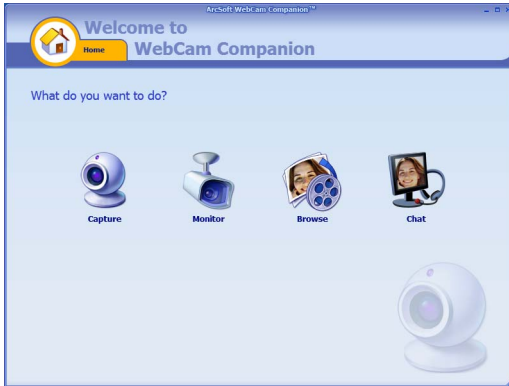 ArcSoft WebCam Companion™
Welcome to
Home
WebCam Companion
What do you want to do?
Capture
Monitor
Browse
Chat